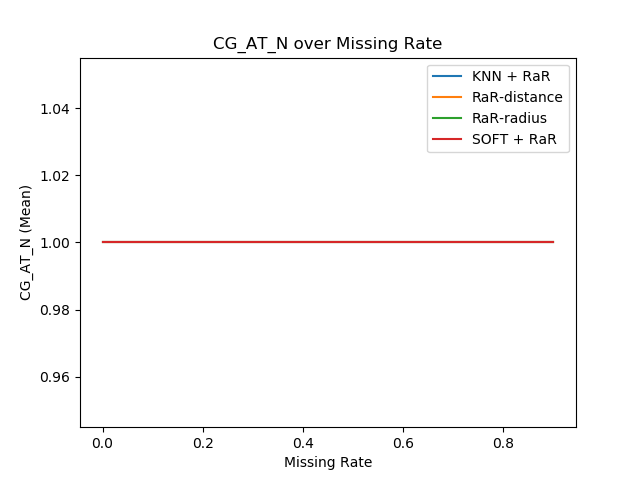 CG_AT_N over Missing Rate
KNN + RaR
RaR-distance
RaR-radius
SOFT + RaR
CG_AT_N (Mean)
1.04
1.02
1.00
0.98
0.96
0.0 0.2 0.4 0.6 0.8
Missing Rate